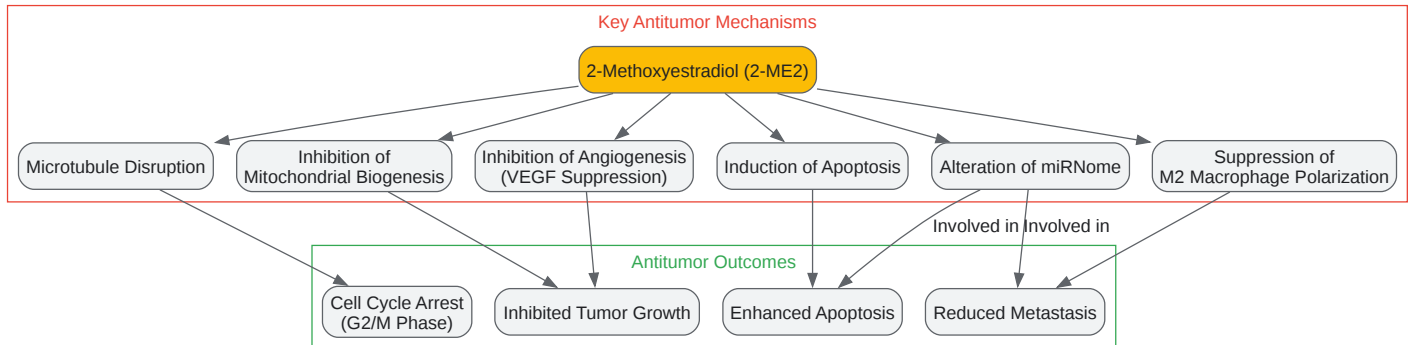 Key Antitumor Mechanisms
2-Methoxyestradiol (2-ME2)
Microtubule Disruption
Inhibition of
Mitochondrial Biogenesis
Inhibition of Angiogenesis
(VEGF Suppression)
Induction of Apoptosis
Alteration of miRNome
Suppression of
M2 Macrophage Polarization
Involved in
Involved in
Antitumor Outcomes
Cell Cycle Arrest
(G2/M Phase)
Inhibited Tumor Growth
Enhanced Apoptosis
Reduced Metastasis